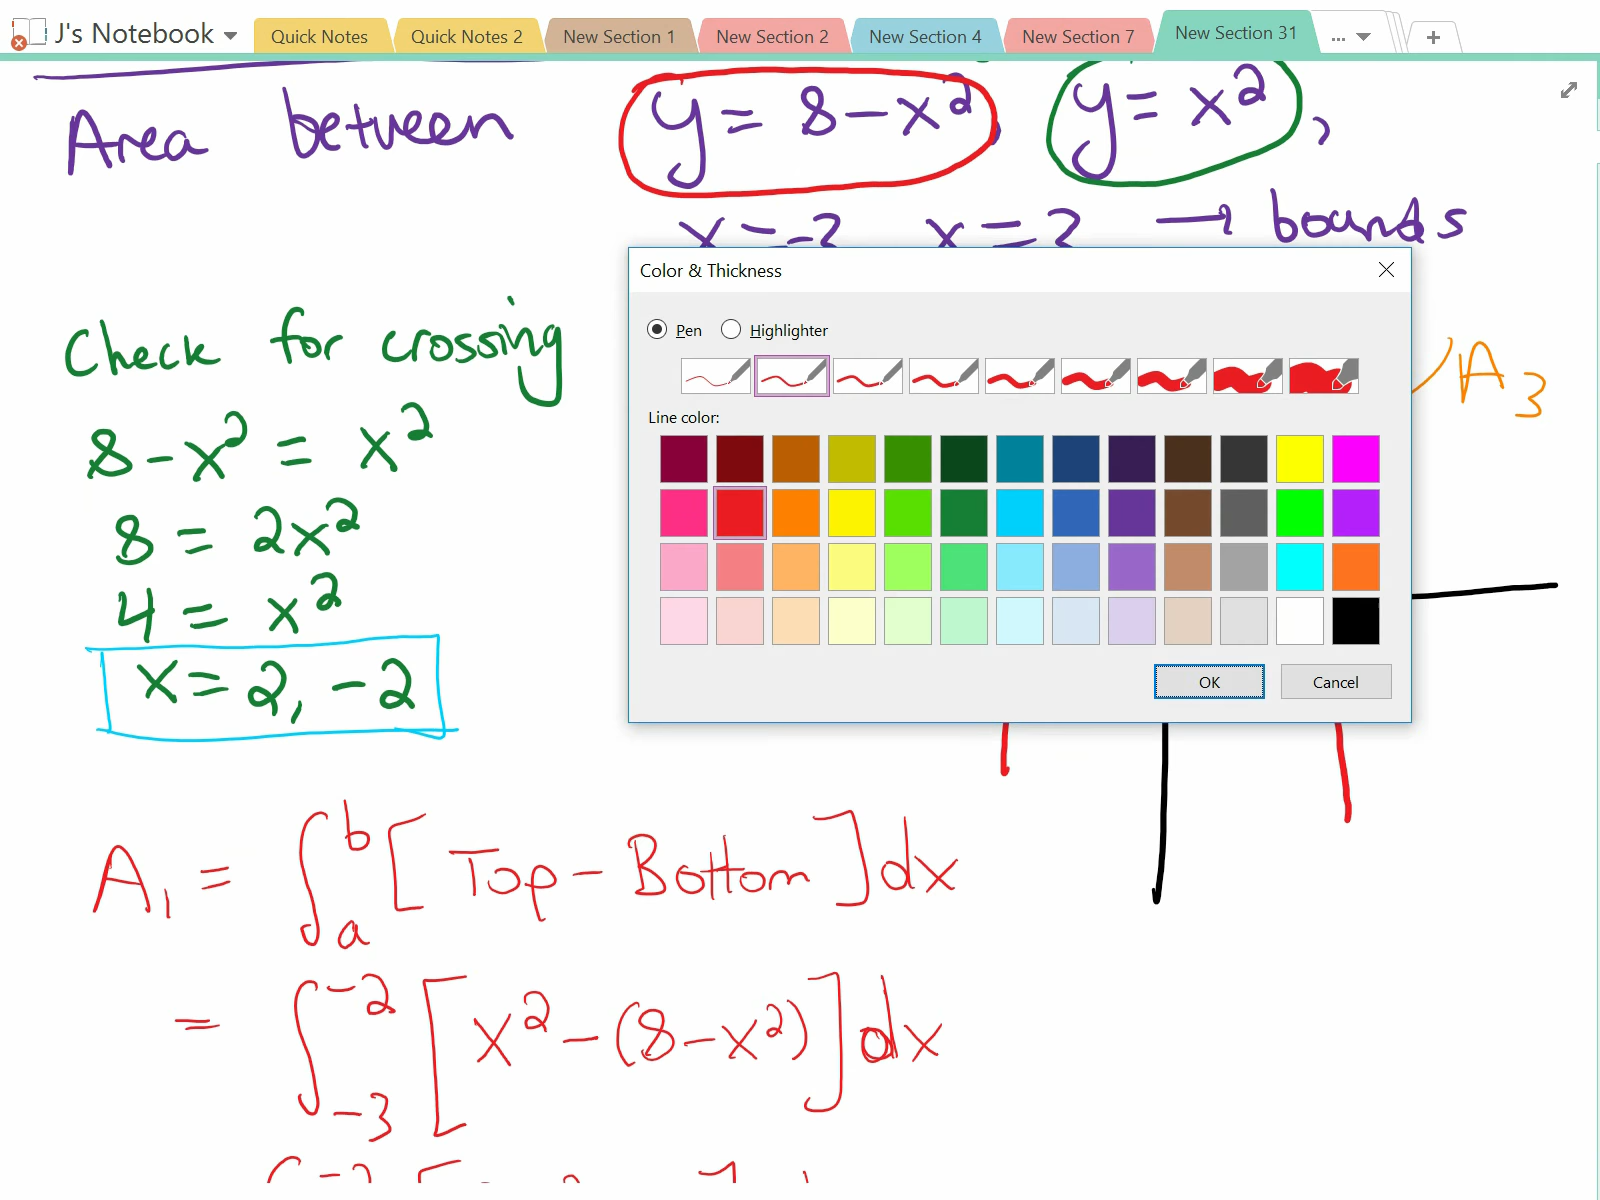 J's Notebook
Quick Notes
Quick Notes 2
New Section 1
New Section 2
New Section 4
New Section 7
New Section 31
...
+
Area between y = 8 - x² , y = x² ,
→ bounds
Check for crossing
8 - x² = x²
8 = 2x²
4 = x²
x = 2, -2
Color & Thickness
Pen
Highlighter
Line color:
OK
Cancel
A₃
A₁ = ∫ₐᵇ [Top - Bottom] dx
= ∫₋₃⁻² [x² - (8 - x²)] dx